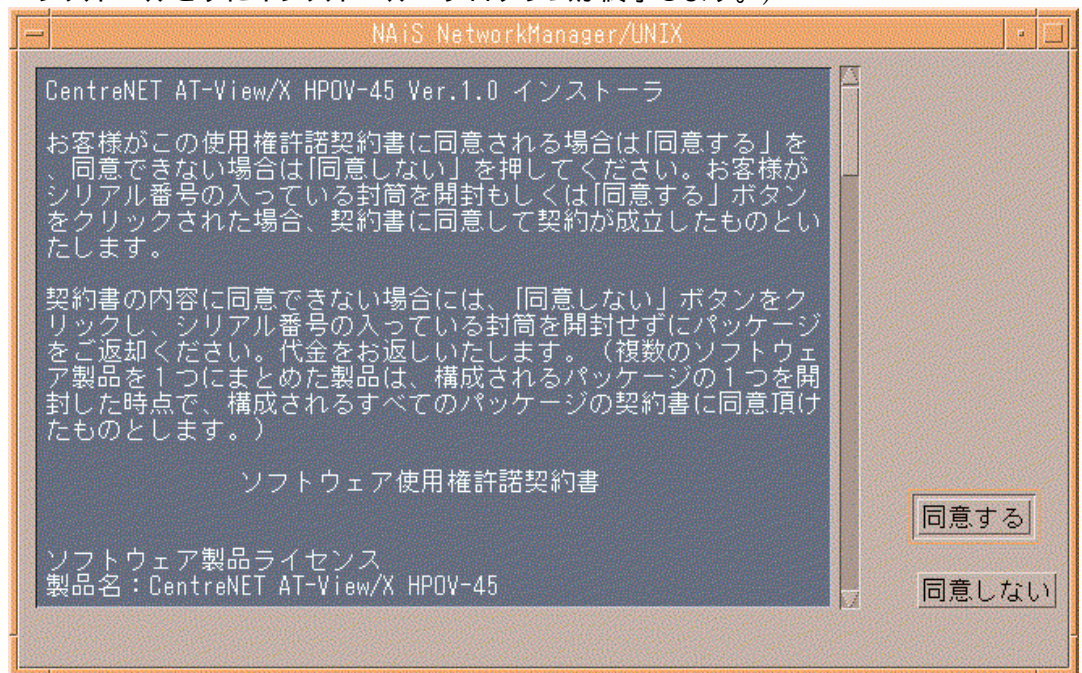 NAiS NetworkManager/UNIX
CentreNET AT-View/X HPOV-45 Ver.1.0 インストーラ
お客様がこの使用権許諾契約書に同意される場合は「同意する」を
、同意できない場合は「同意しない」を押してください。お客様が
シリアル番号の入っている封筒を開封もしくは「同意する」ボタン
をクリックされた場合、契約書に同意して契約が成立したものとい
たします。
契約書の内容に同意できない場合には、「同意しない」ボタンをク
リックし、シリアル番号の入っている封筒を開封せずにパッケージ
をご返却ください。代金をお返しいたします。（複数のソフトウェ
ア製品を１つにまとめた製品は、構成されるパッケージの１つを開
封した時点で、構成されるすべてのパッケージの契約書に同意頂け
たものとします。）
ソフトウェア使用権許諾契約書
ソフトウェア製品ライセンス
製品名：CentreNET AT-View/X HPOV-45
同意する
同意しない